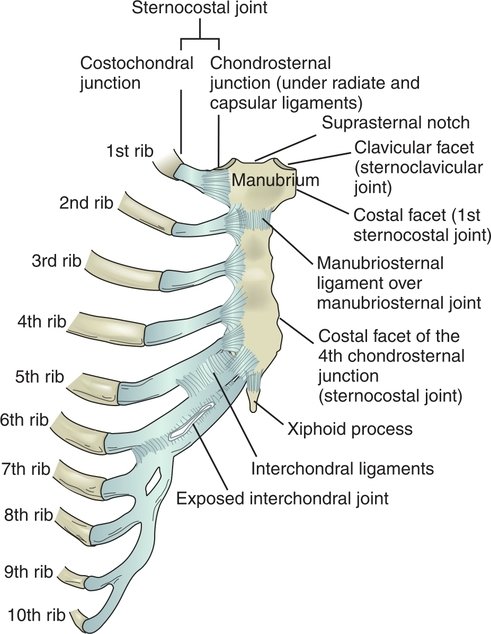 Sternocostal joint
Costochondral
junction
Chondrosternal
junction (under radiate and
capsular ligaments)
Suprasternal notch
Clavicular facet
(sternoclavicular
joint)
1st rib
Manubrium
2nd rib
Costal facet (1st
sternocostal joint)
3rd rib
Manubriosternal
ligament over
manubriosternal joint
4th rib
Costal facet of the
4th chondrosternal
junction
(sternocostal joint)
5th rib
6th rib
Xiphoid process
7th rib
Interchondral ligaments
Exposed interchondral joint
8th rib
9th rib
10th rib